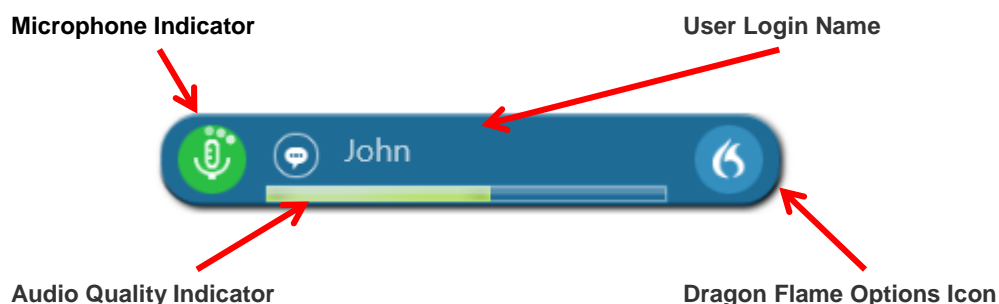 Microphone Indicator
User Login Name
John
Audio Quality Indicator
Dragon Flame Options Icon